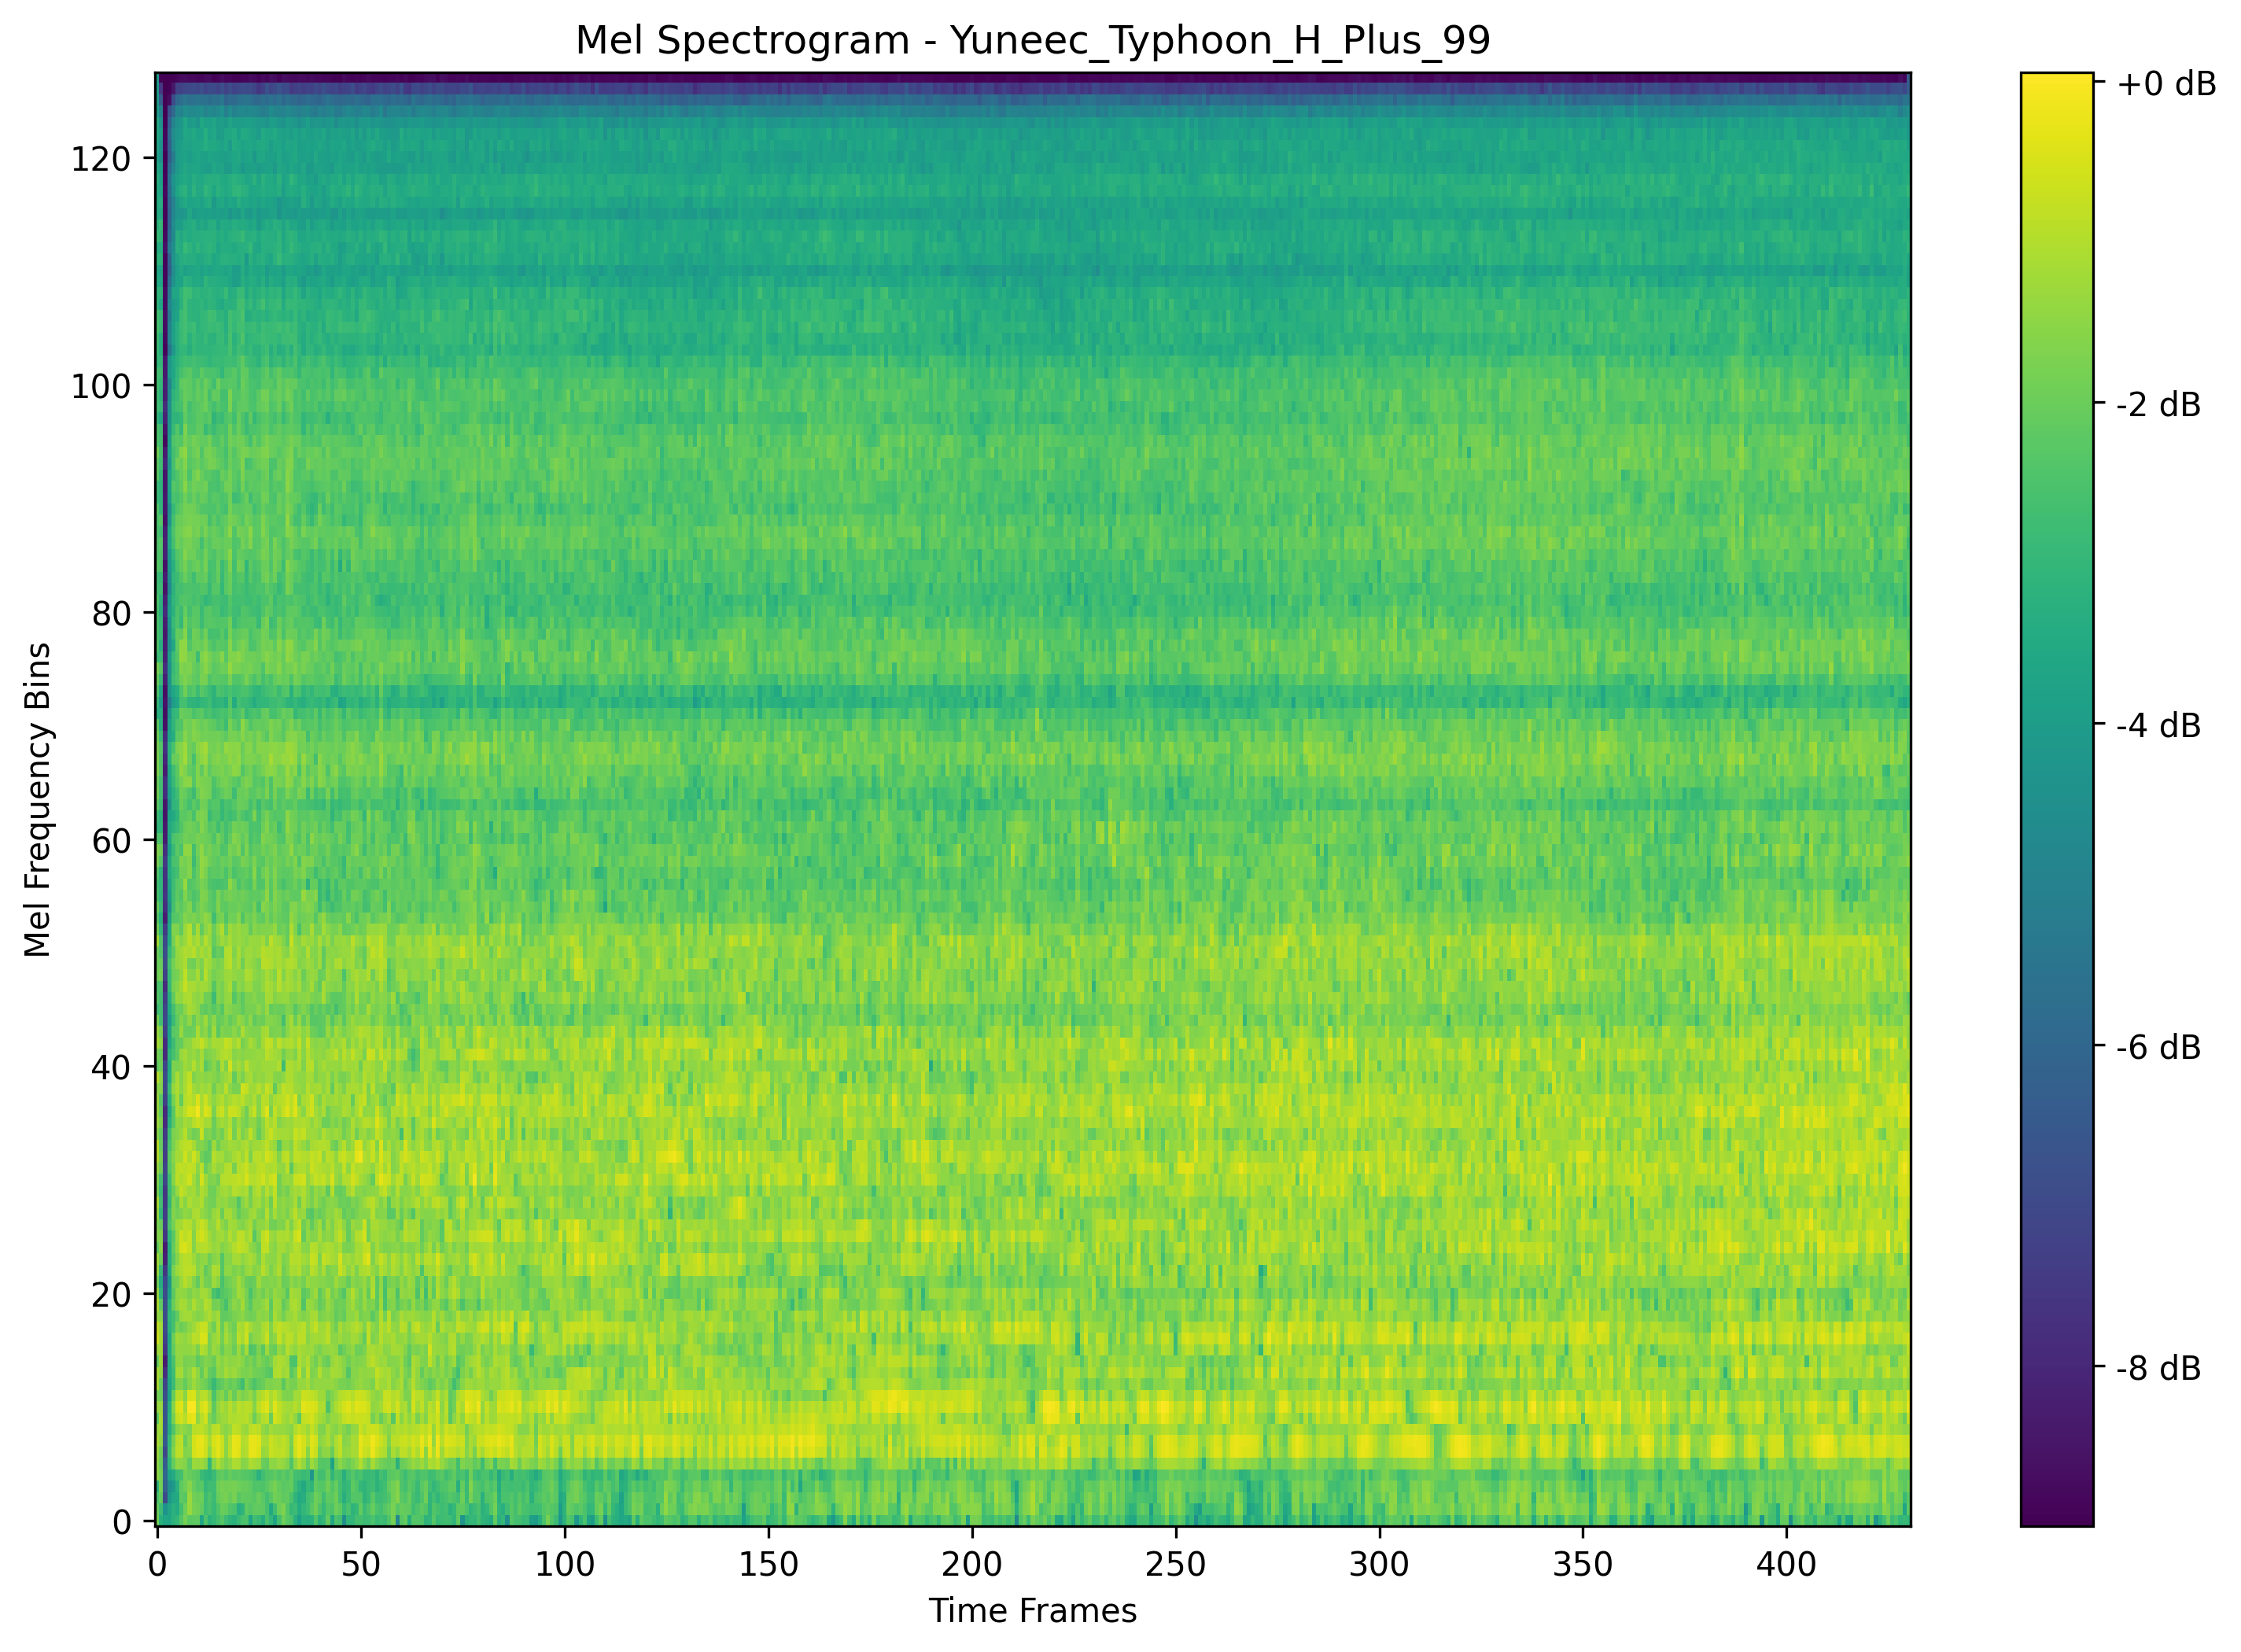 Mel Spectrogram - Yuneec_Typhoon_H_Plus_99
Mel Frequency Bins
120
100
80
60
40
20
0
0 50 100 150 200 250 300 350 400
Time Frames
+0 dB
-2 dB
-4 dB
-6 dB
-8 dB